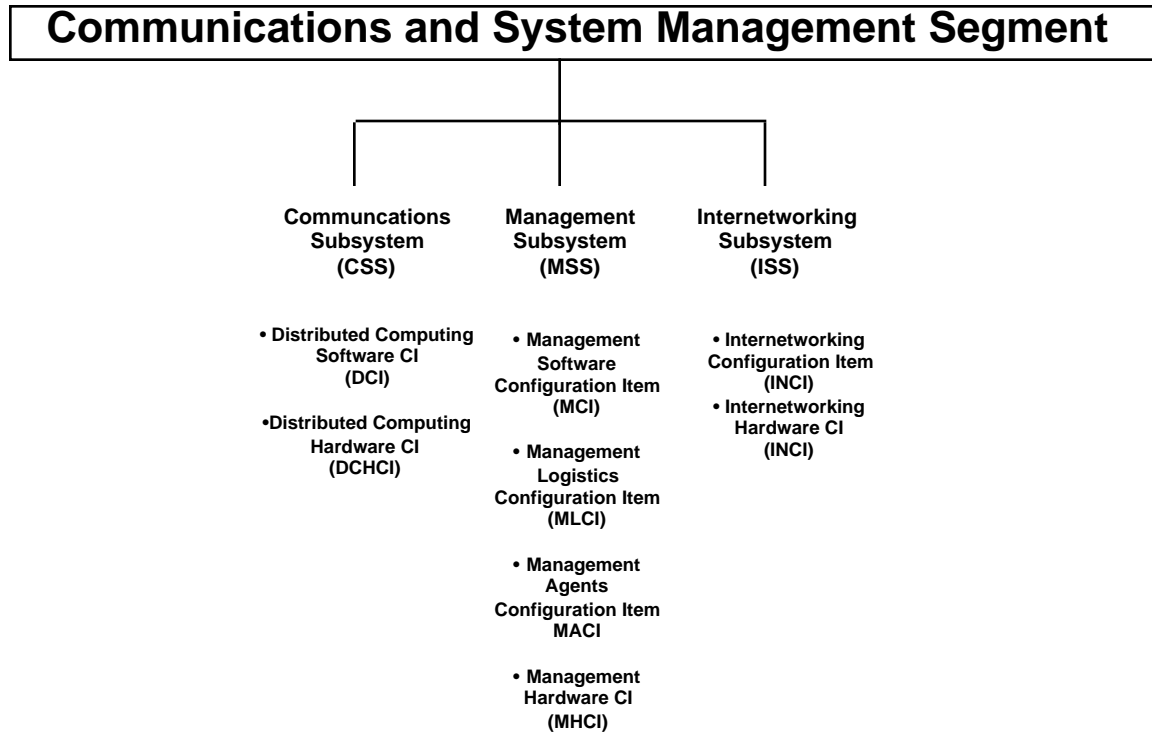 Communications and System Management Segment
Communcations
Subsystem
(CSS)
• Distributed Computing
Software CI
(DCI)
•Distributed Computing
Hardware CI
(DCHCI)
Management
Subsystem
(MSS)
• Management
Software
Configuration Item
(MCI)
• Management
Logistics
Configuration Item
(MLCI)
• Management
Agents
Configuration Item
MACI
• Management
Hardware CI
(MHCI)
Internetworking
Subsystem
(ISS)
• Internetworking
Configuration Item
(INCI)
• Internetworking
Hardware CI
(INCI)